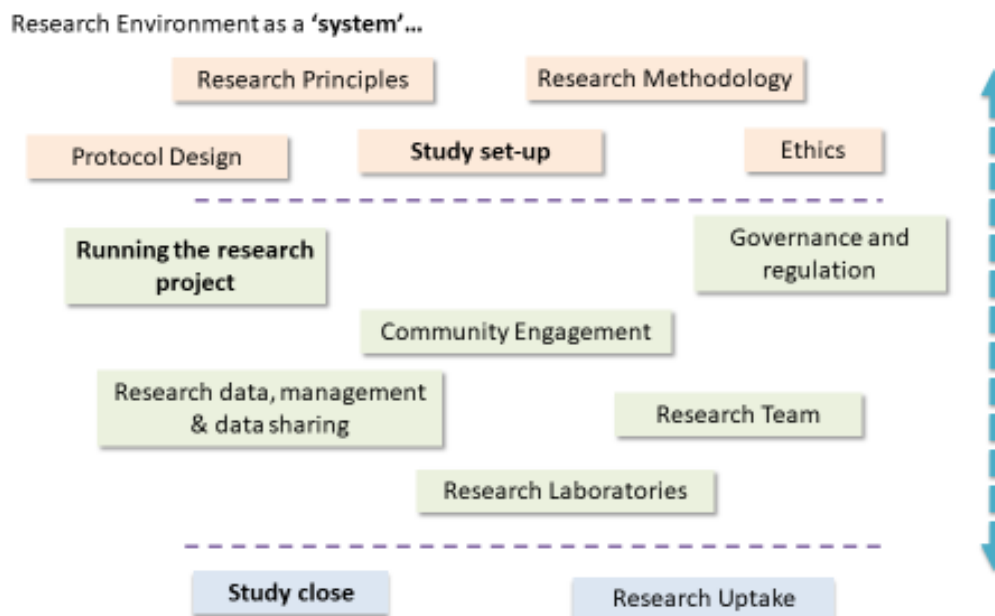 Research Environment as a ‘system’...
Research Principles
Research Methodology
Protocol Design
Study set-up
Ethics
Running the research
project
Governance and
regulation
Community Engagement
Research data, management
& data sharing
Research Team
Research Laboratories
Study close
Research Uptake